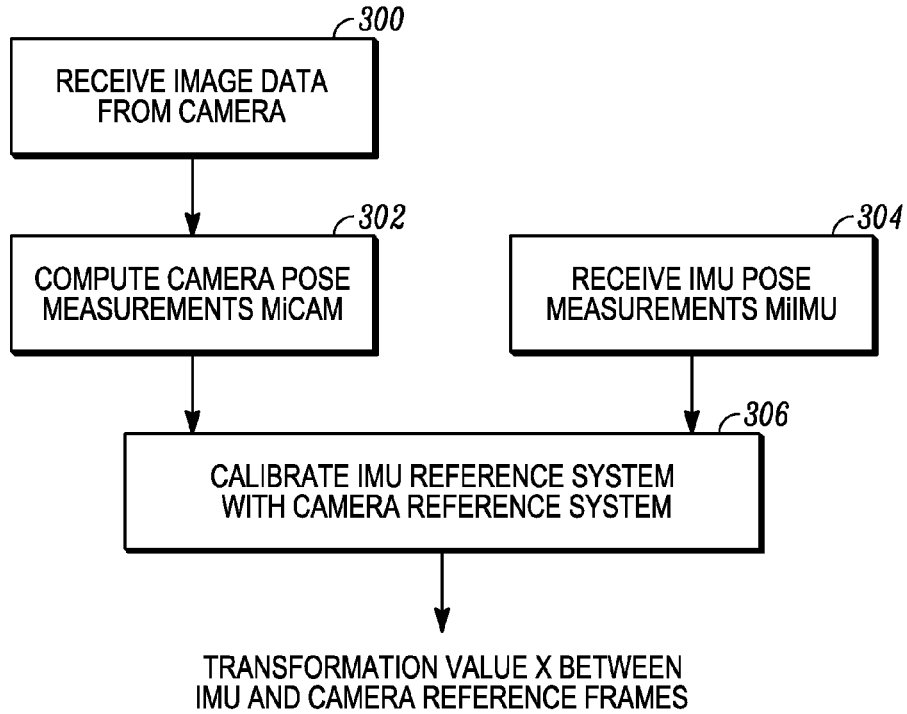 300
RECEIVE IMAGE DATA
FROM CAMERA
302
COMPUTE CAMERA POSE
MEASUREMENTS MiCAM
304
RECEIVE IMU POSE
MEASUREMENTS MiIMU
306
CALIBRATE IMU REFERENCE SYSTEM
WITH CAMERA REFERENCE SYSTEM
TRANSFORMATION VALUE X BETWEEN
IMU AND CAMERA REFERENCE FRAMES